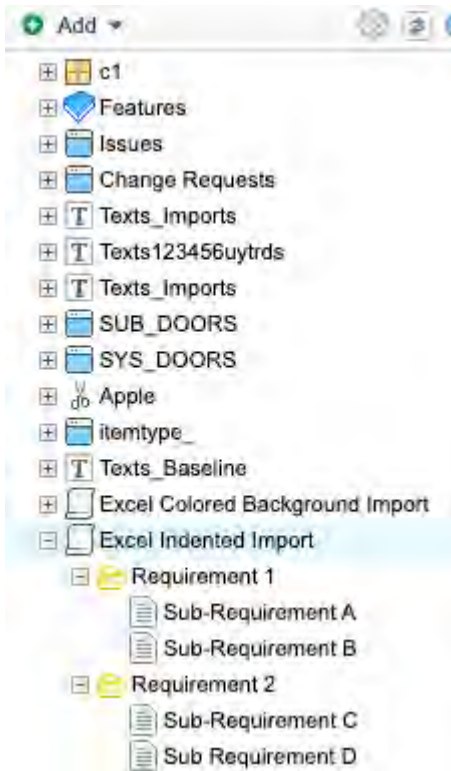 Add
c1
Features
Issues
Change Requests
Texts_Imports
Texts123456uytrds
Texts_Imports
SUB_DOORS
SYS_DOORS
Apple
itemtype_
Texts_Baseline
Excel Colored Background Import
Excel Indented Import
Requirement 1
Sub-Requirement A
Sub-Requirement B
Requirement 2
Sub-Requirement C
Sub Requirement D